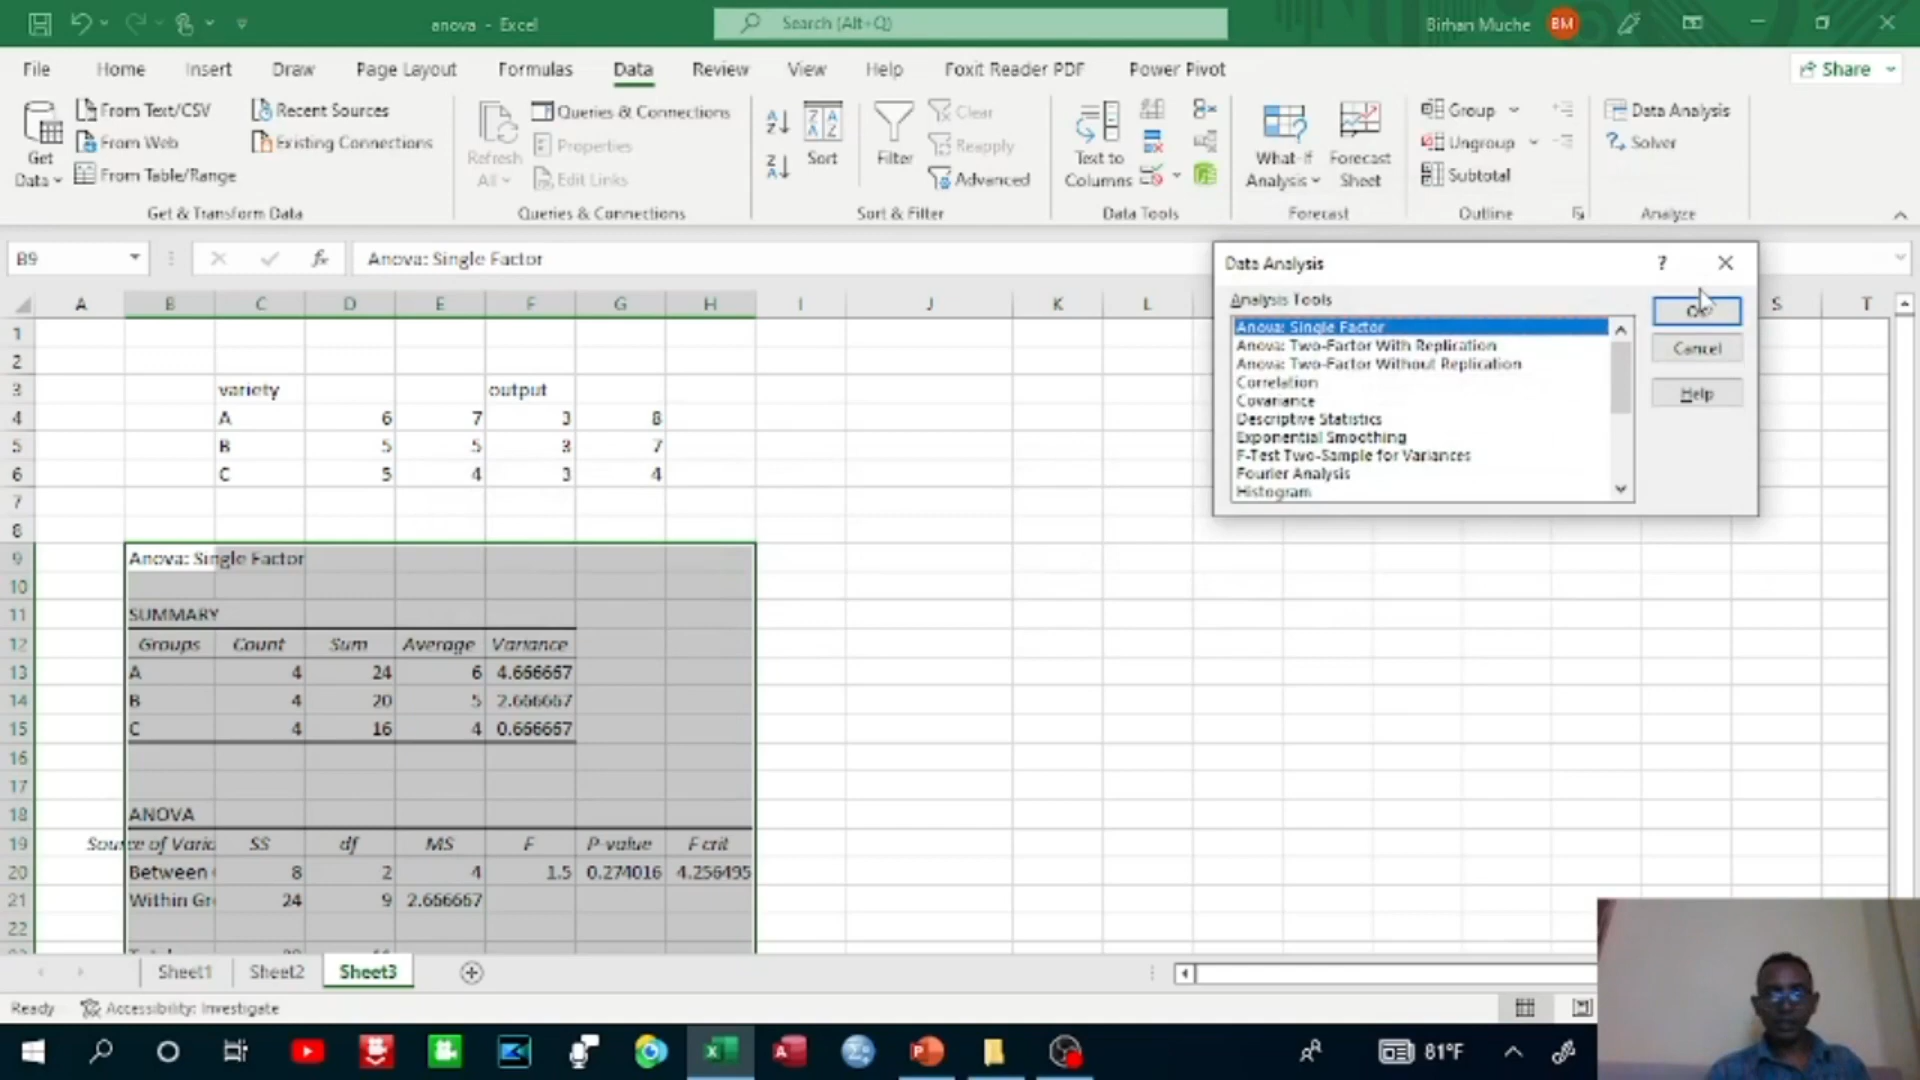 anova - Excel
Search (Alt+Q)
Birhan Muche BM
File Home Insert Draw Page Layout Formulas Data Review View Help Foxit Reader PDF Power Pivot Share
Get Data
From Text/CSV
From Web
From Table/Range
Recent Sources
Existing Connections
Get & Transform Data
Refresh All
Queries & Connections
Properties
Edit Links
Queries & Connections
Sort
Filter
Clear
Reapply
Advanced
Sort & Filter
Text to Columns
Data Tools
What-If Analysis
Forecast Sheet
Forecast
Group
Ungroup
Subtotal
Outline
Data Analysis
Solver
Analyze
B9 fx Anova: Single Factor
A B C D E F G H I J K L S T
Data Analysis ? ×
Analysis Tools
Anova: Single Factor
Anova: Two-Factor With Replication
Anova: Two-Factor Without Replication
Correlation
Covariance
Descriptive Statistics
Exponential Smoothing
F-Test Two-Sample for Variances
Fourier Analysis
Histogram
OK
Cancel
Help
1
2
3 variety output
4 A 6 7 3 8
5 B 5 5 3 7
6 C 5 4 3 4
7
8
9 Anova: Single Factor
10
11 SUMMARY
12 Groups Count Sum Average Variance
13 A 4 24 6 4.666667
14 B 4 20 5 2.666667
15 C 4 16 4 0.666667
16
17
18 ANOVA
19 Source of Varia SS df MS F P-value F crit
20 Between 8 2 4 1.5 0.274016 4.256495
21 Within Gr 24 9 2.666667
22
Sheet1 Sheet2 Sheet3
Ready Accessibility: Investigate
81°F